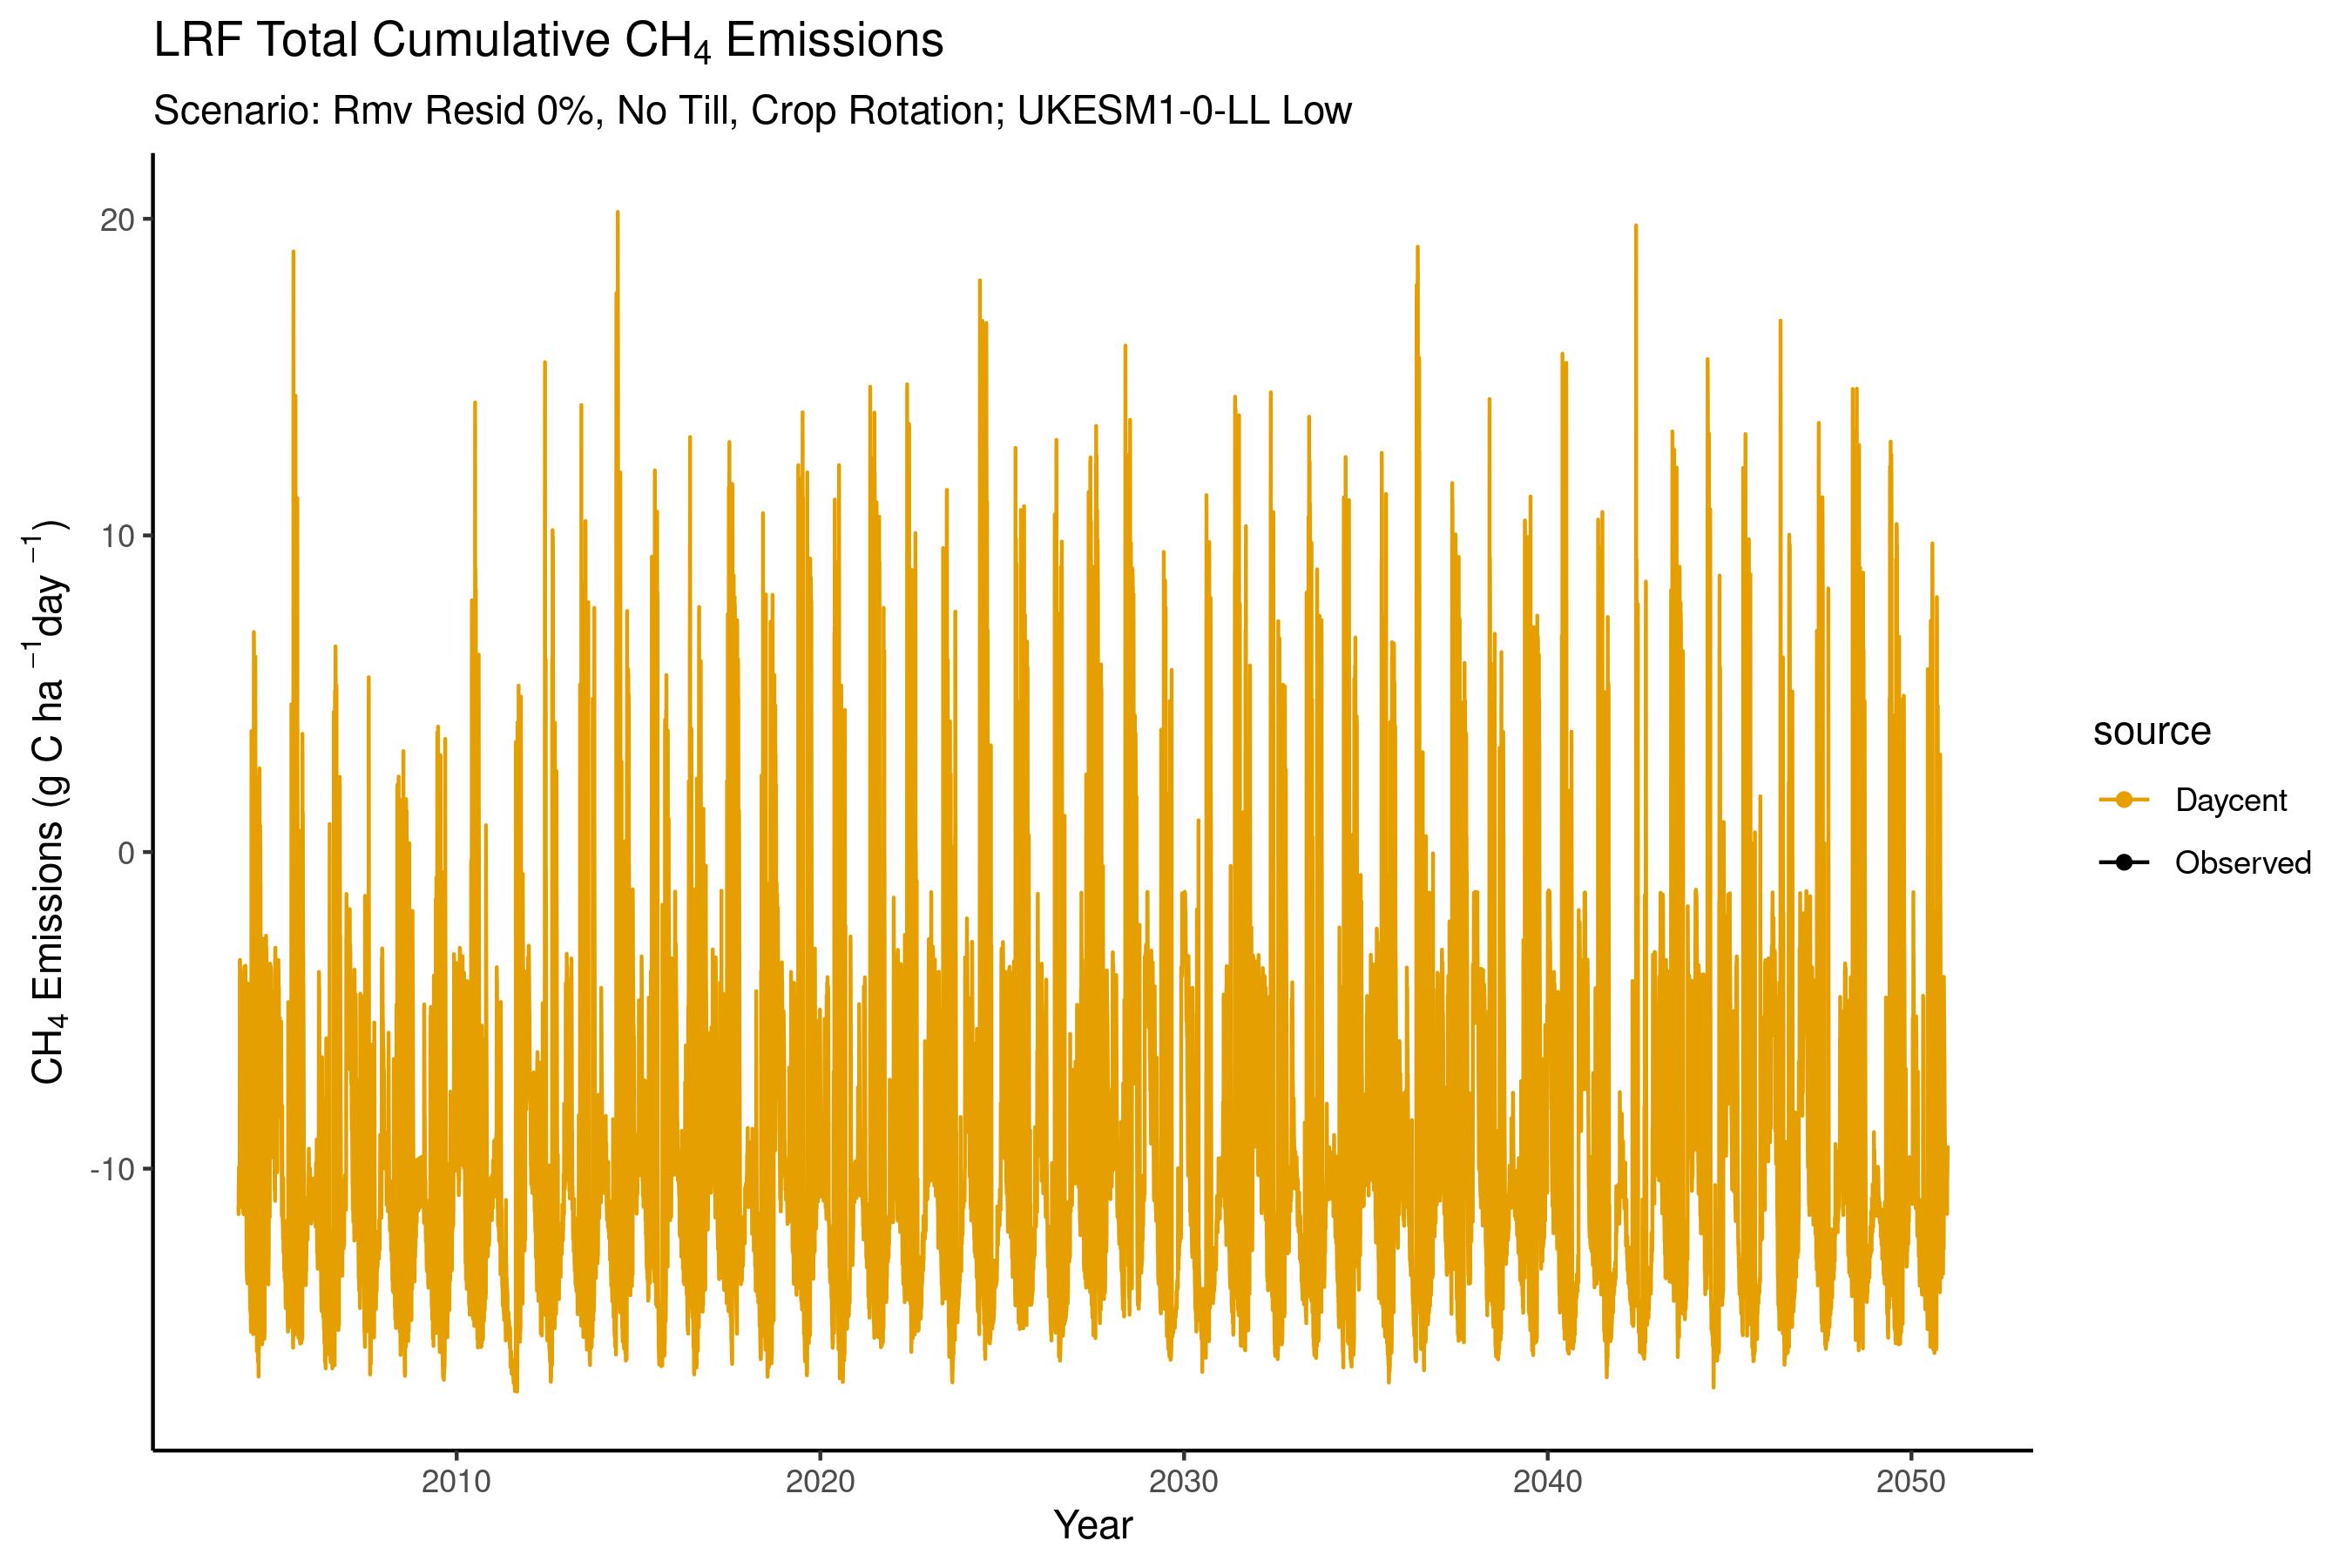 LRF Total Cumulative CH₄ Emissions
Scenario: Rmv Resid 0%, No Till, Crop Rotation; UKESM1-0-LL Low
CH₄ Emissions (g C ha ⁻¹day ⁻¹)
20
10
0
-10
2010 2020 2030 2040 2050
Year
source
Daycent
Observed